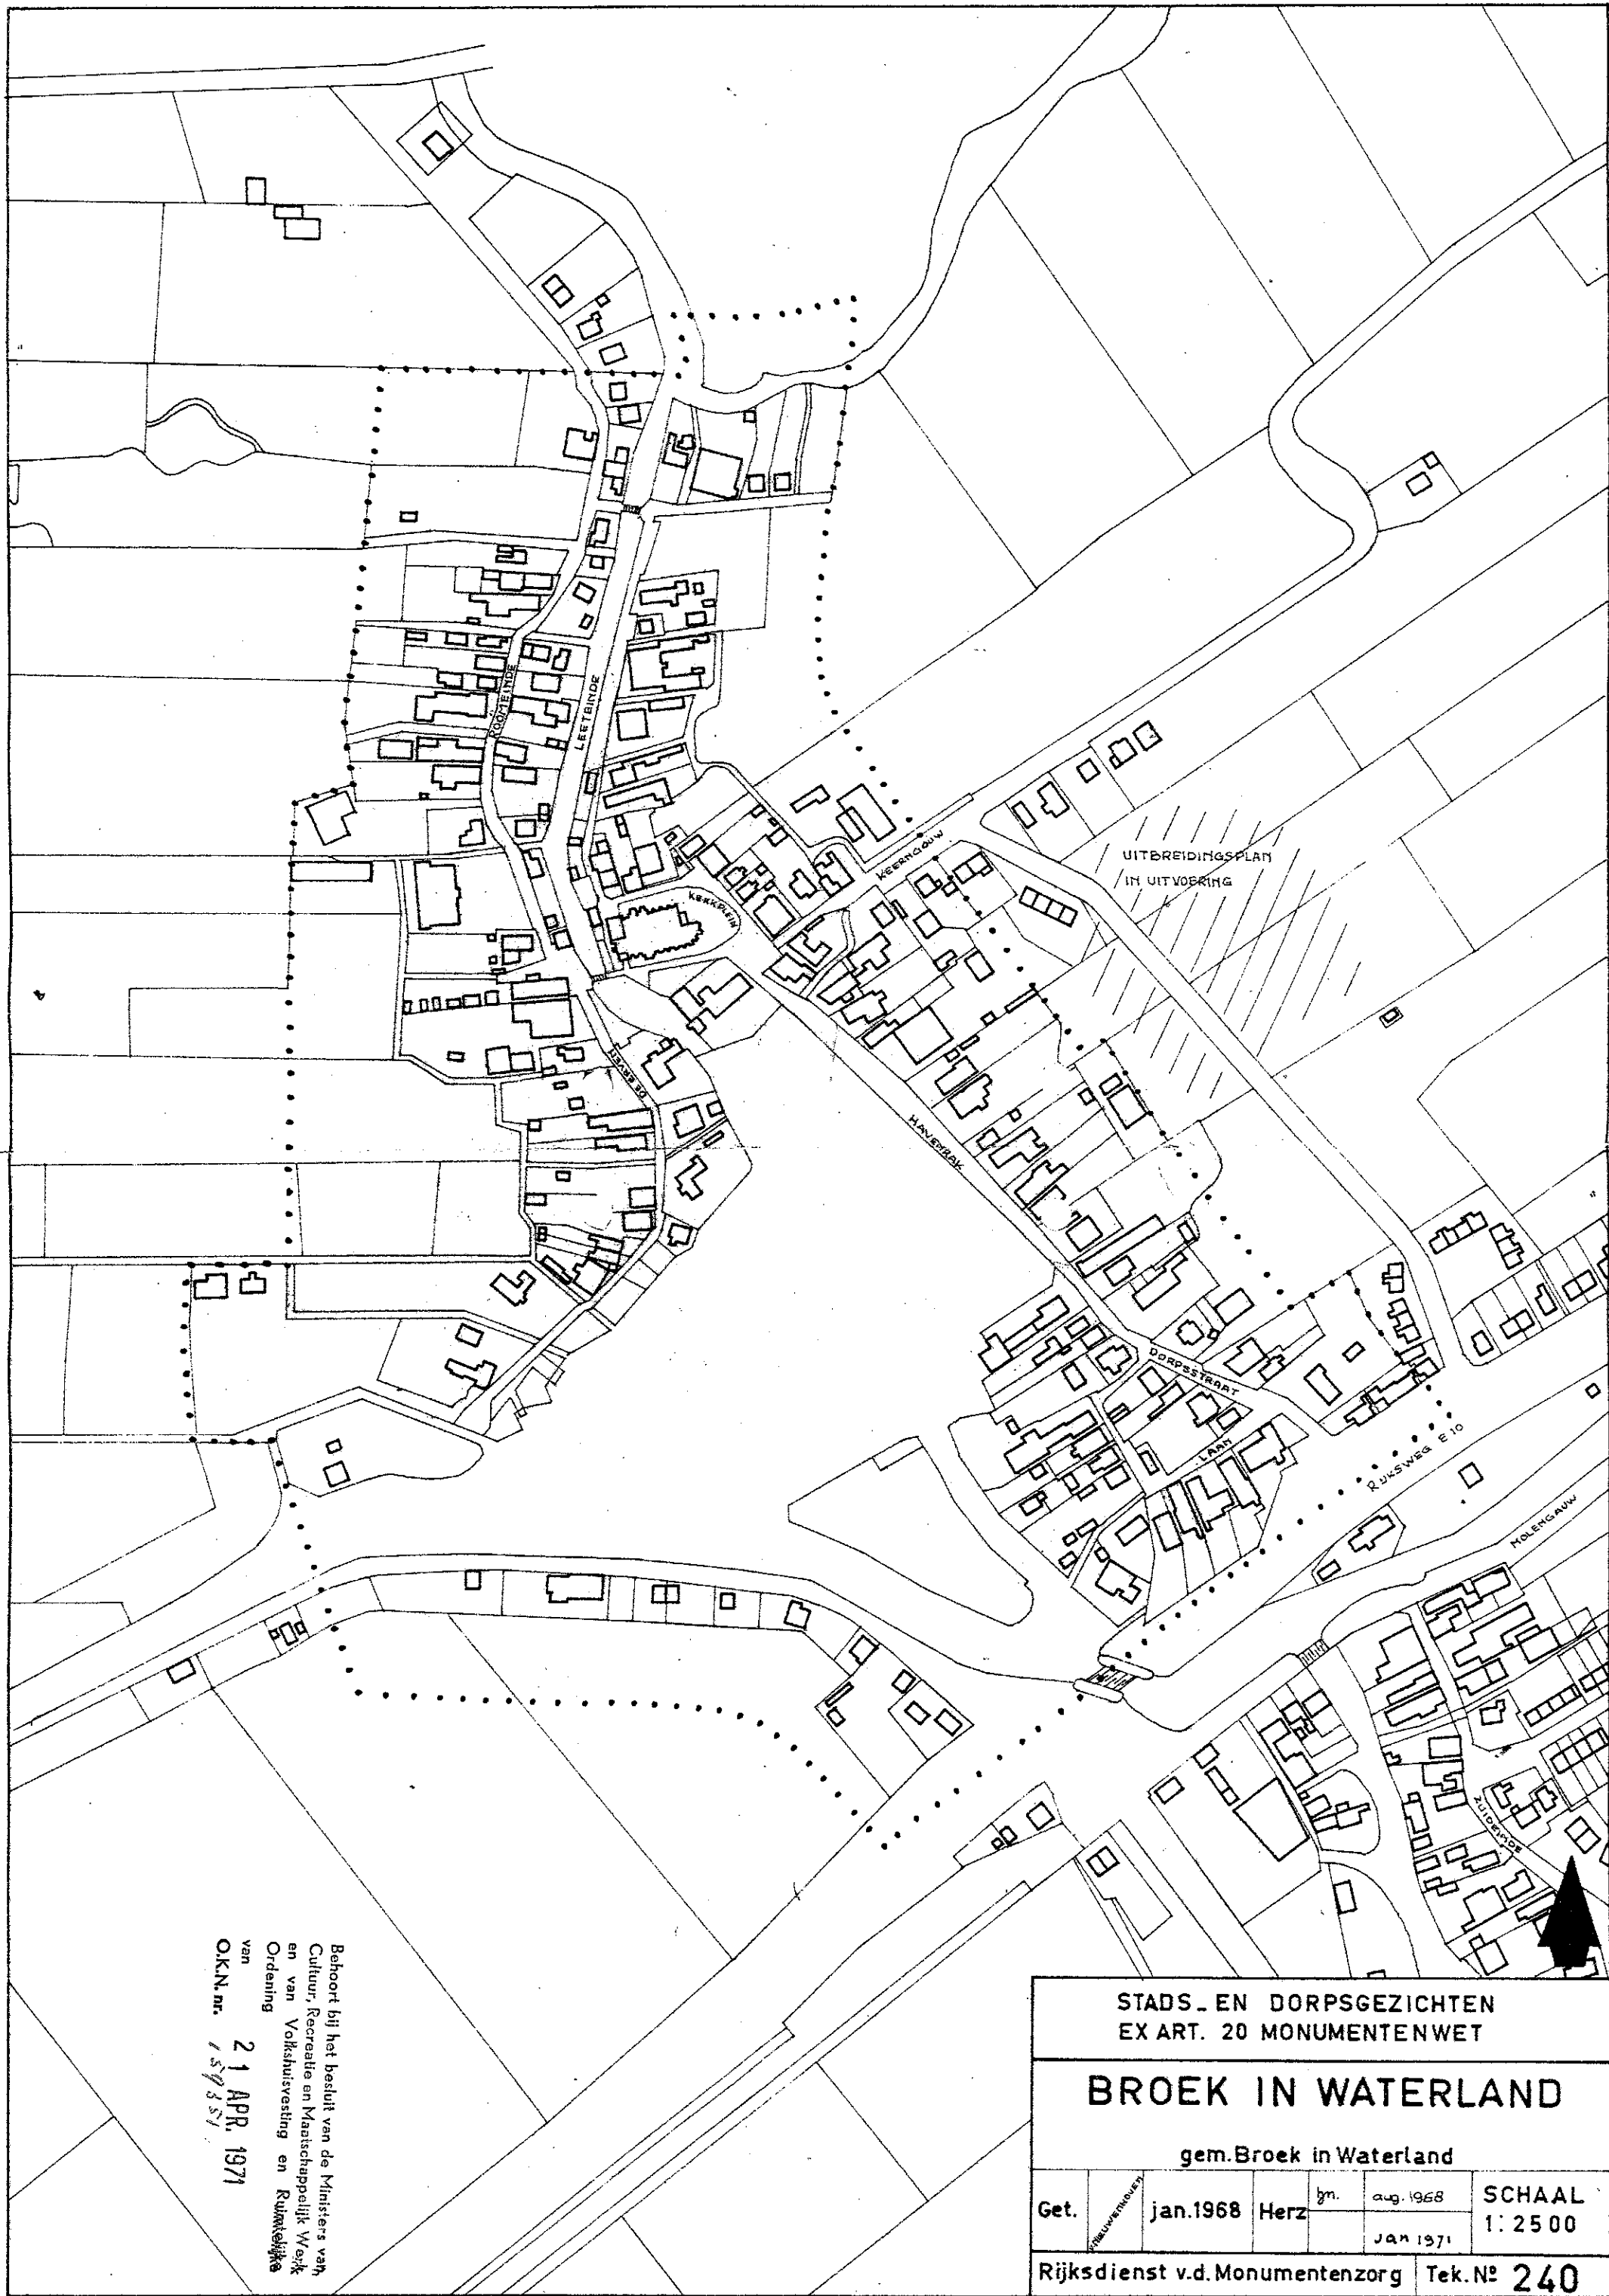 ROOMEINDE
LEETEINDE
KERKPLEIN
KEERNGOUW
UITBREIDINGSPLAN
IN UITVOERING
DE ERVEN
HAVENRAK
DORPSSTRAAT
LAAN
RIJKSWEG E 10
MOLENGAUW
ZUIDEINDE
Behoort bij het besluit van de Ministers van
Cultuur, Recreatie en Maatschappelijk Werk
en van Volkshuisvesting en Ruimtelijke
Ordening
van 21 APR. 1971
O.K.N. nr.
STADS_EN DORPSGEZICHTEN
EX ART. 20 MONUMENTENWET
BROEK IN WATERLAND
gem. Broek in Waterland
Get. jan. 1968 Herz. aug. 1968
jan 1971
SCHAAL
1: 2500
Rijksdienst v.d. Monumentenzorg Tek. Nº 240